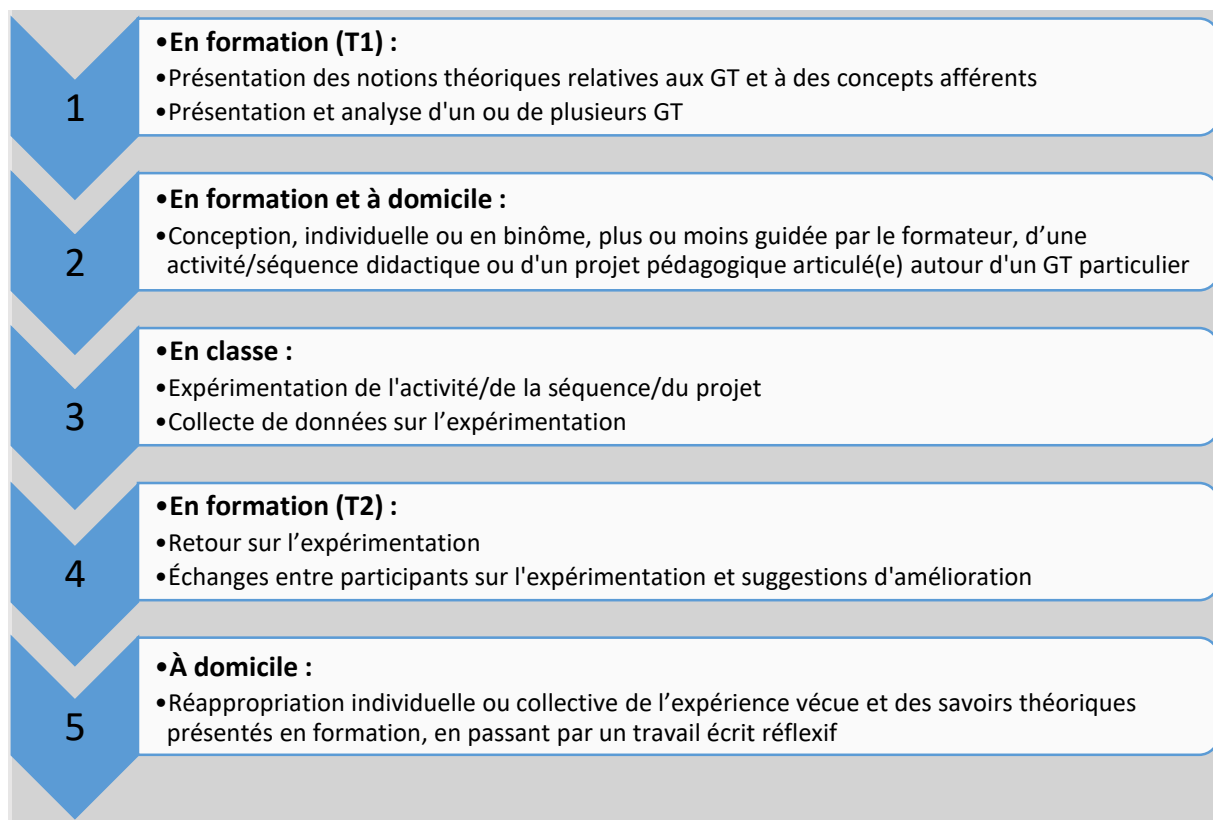 1
•En formation (T1) :
•Présentation des notions théoriques relatives aux GT et à des concepts afférents
•Présentation et analyse d'un ou de plusieurs GT
2
•En formation et à domicile :
•Conception, individuelle ou en binôme, plus ou moins guidée par le formateur, d’une
activité/séquence didactique ou d'un projet pédagogique articulé(e) autour d'un GT particulier
3
•En classe :
•Expérimentation de l'activité/de la séquence/du projet
•Collecte de données sur l’expérimentation
4
•En formation (T2) :
•Retour sur l’expérimentation
•Échanges entre participants sur l'expérimentation et suggestions d'amélioration
5
•À domicile :
•Réappropriation individuelle ou collective de l’expérience vécue et des savoirs théoriques
présentés en formation, en passant par un travail écrit réflexif